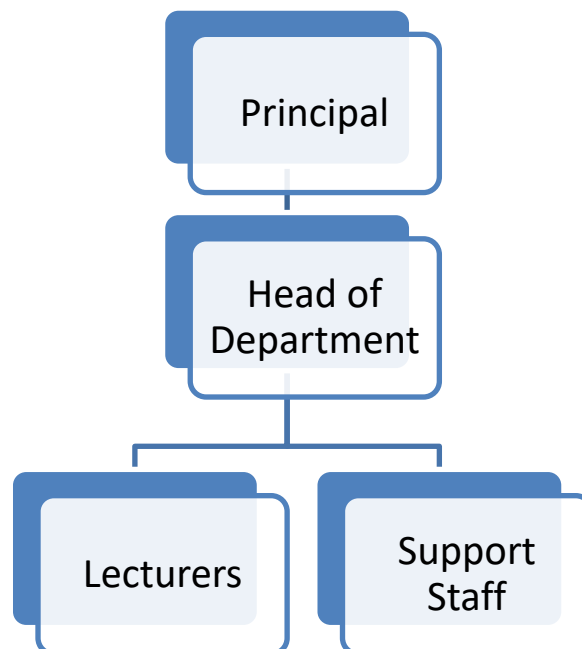 Principal
Head of
Department
Lecturers
Support
Staff